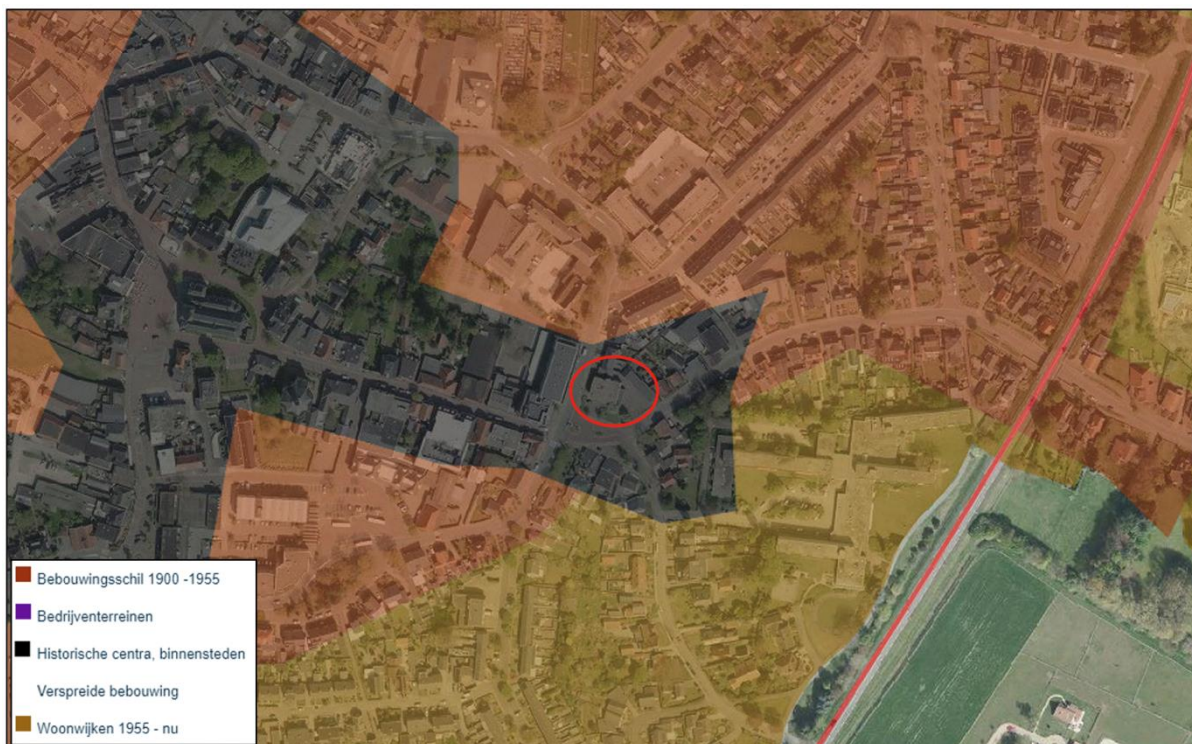 Bebouwingsschil 1900 -1955
Bedrijventerreinen
Historische centra, binnensteden
Verspreide bebouwing
Woonwijken 1955 - nu